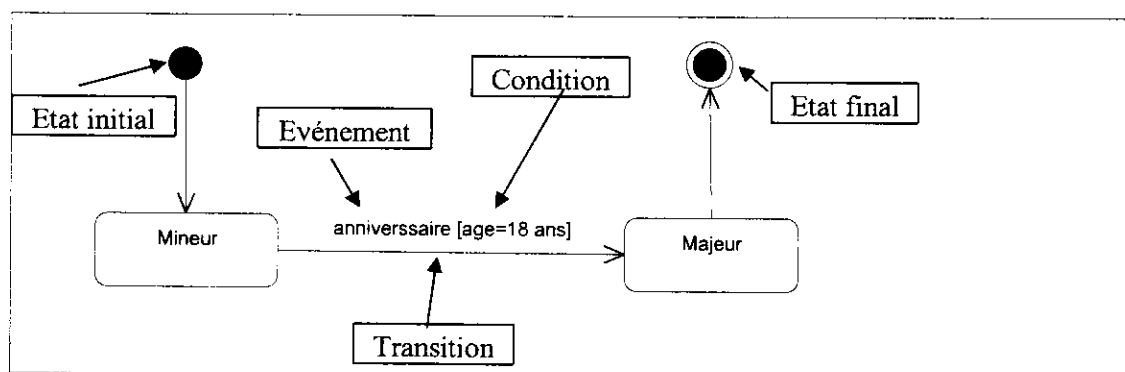 Condition
Etat initial
Etat final
Evénement
anniverssaire [age=18 ans]
Mineur
Majeur
Transition